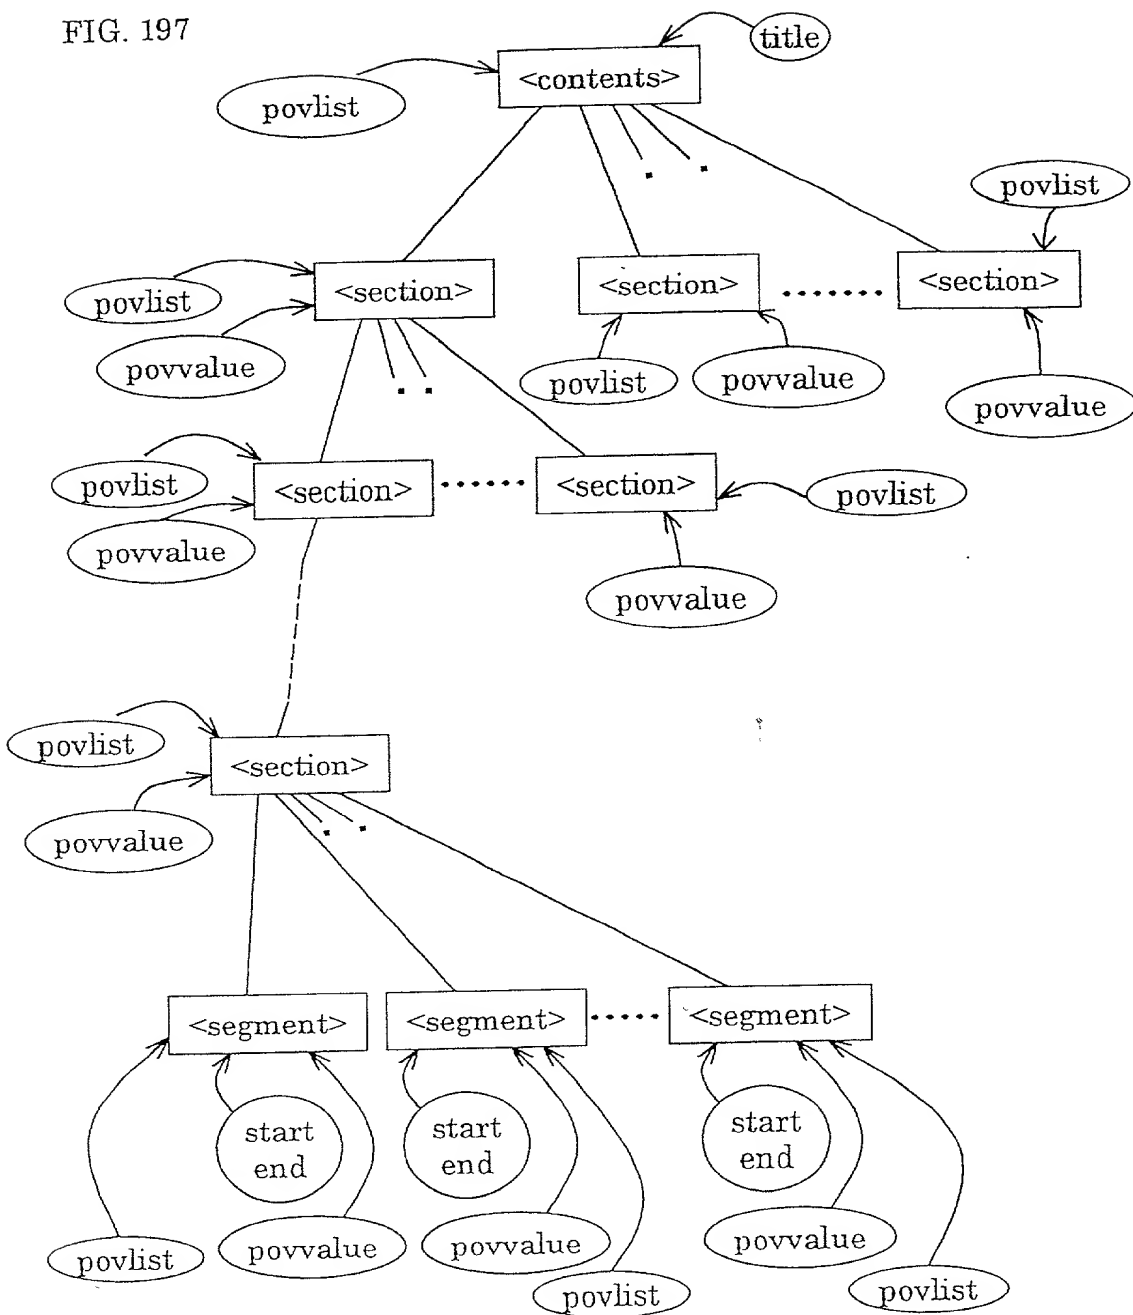 FIG. 197
title
<contents>
povlist
povlist
<section>
<section>
<section>
povlist
povvalue
povlist
povvalue
povvalue
povlist
<section>
<section>
povlist
povvalue
povvalue
povlist
<section>
povvalue
<segment>
<segment>
<segment>
start
end
start
end
start
end
povlist
povvalue
povvalue
povlist
povvalue
povlist